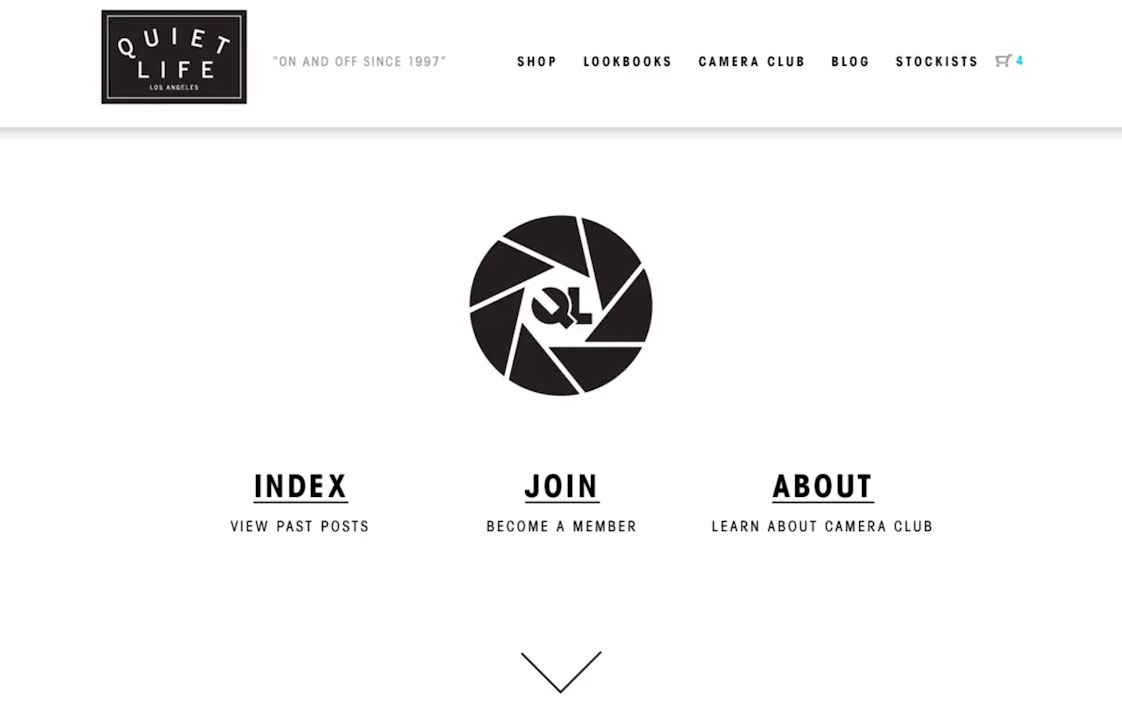 QUIET
LIFE
LOS ANGELES
"ON AND OFF SINCE 1997"
SHOP LOOKBOOKS CAMERA CLUB BLOG STOCKISTS 4
QL
INDEX JOIN ABOUT
VIEW PAST POSTS BECOME A MEMBER LEARN ABOUT CAMERA CLUB